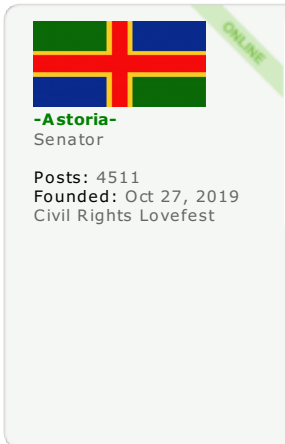 ONLINE
-Astoria-
Senator
Posts: 4511
Founded: Oct 27, 2019
Civil Rights Lovefest